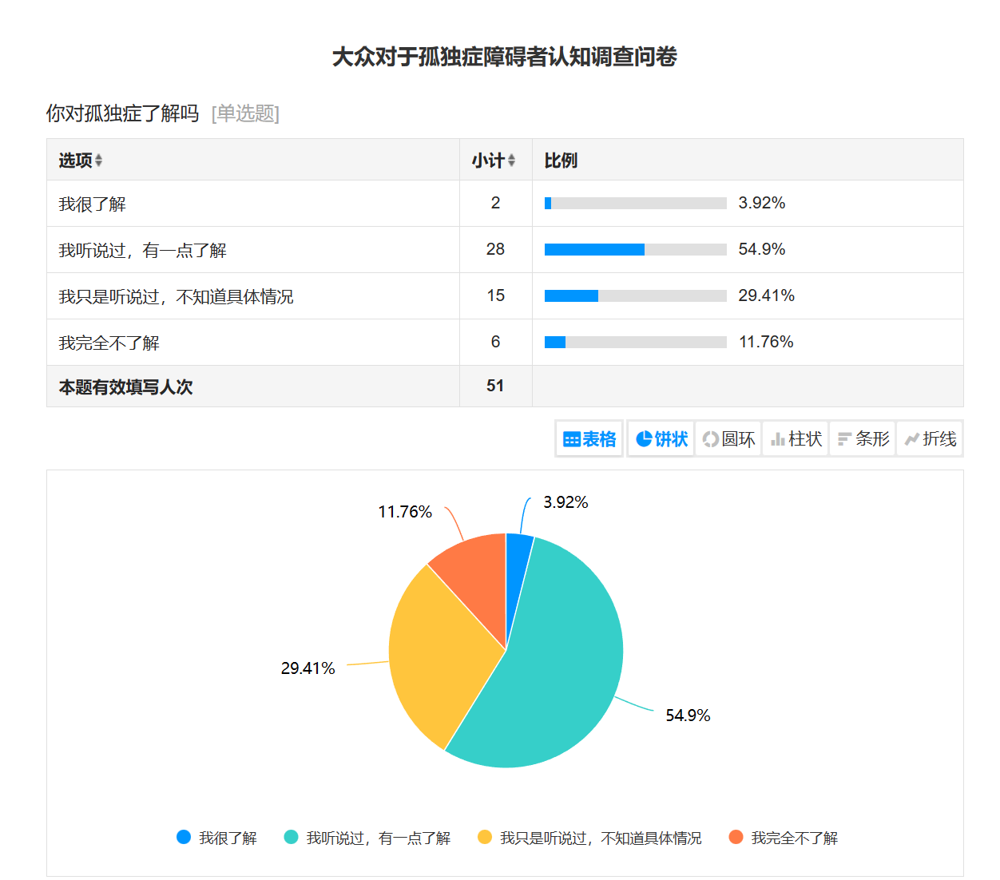 大众对于孤独症障碍者认知调查问卷
你对孤独症了解吗 [单选题]
选项 小计 比例
我很了解 2 3.92%
我听说过，有一点了解 28 54.9%
我只是听说过，不知道具体情况 15 29.41%
我完全不了解 6 11.76%
本题有效填写人次 51
表格 饼状 圆环 柱状 条形 折线
3.92%
11.76%
29.41%
54.9%
我很了解 我听说过，有一点了解 我只是听说过，不知道具体情况 我完全不了解